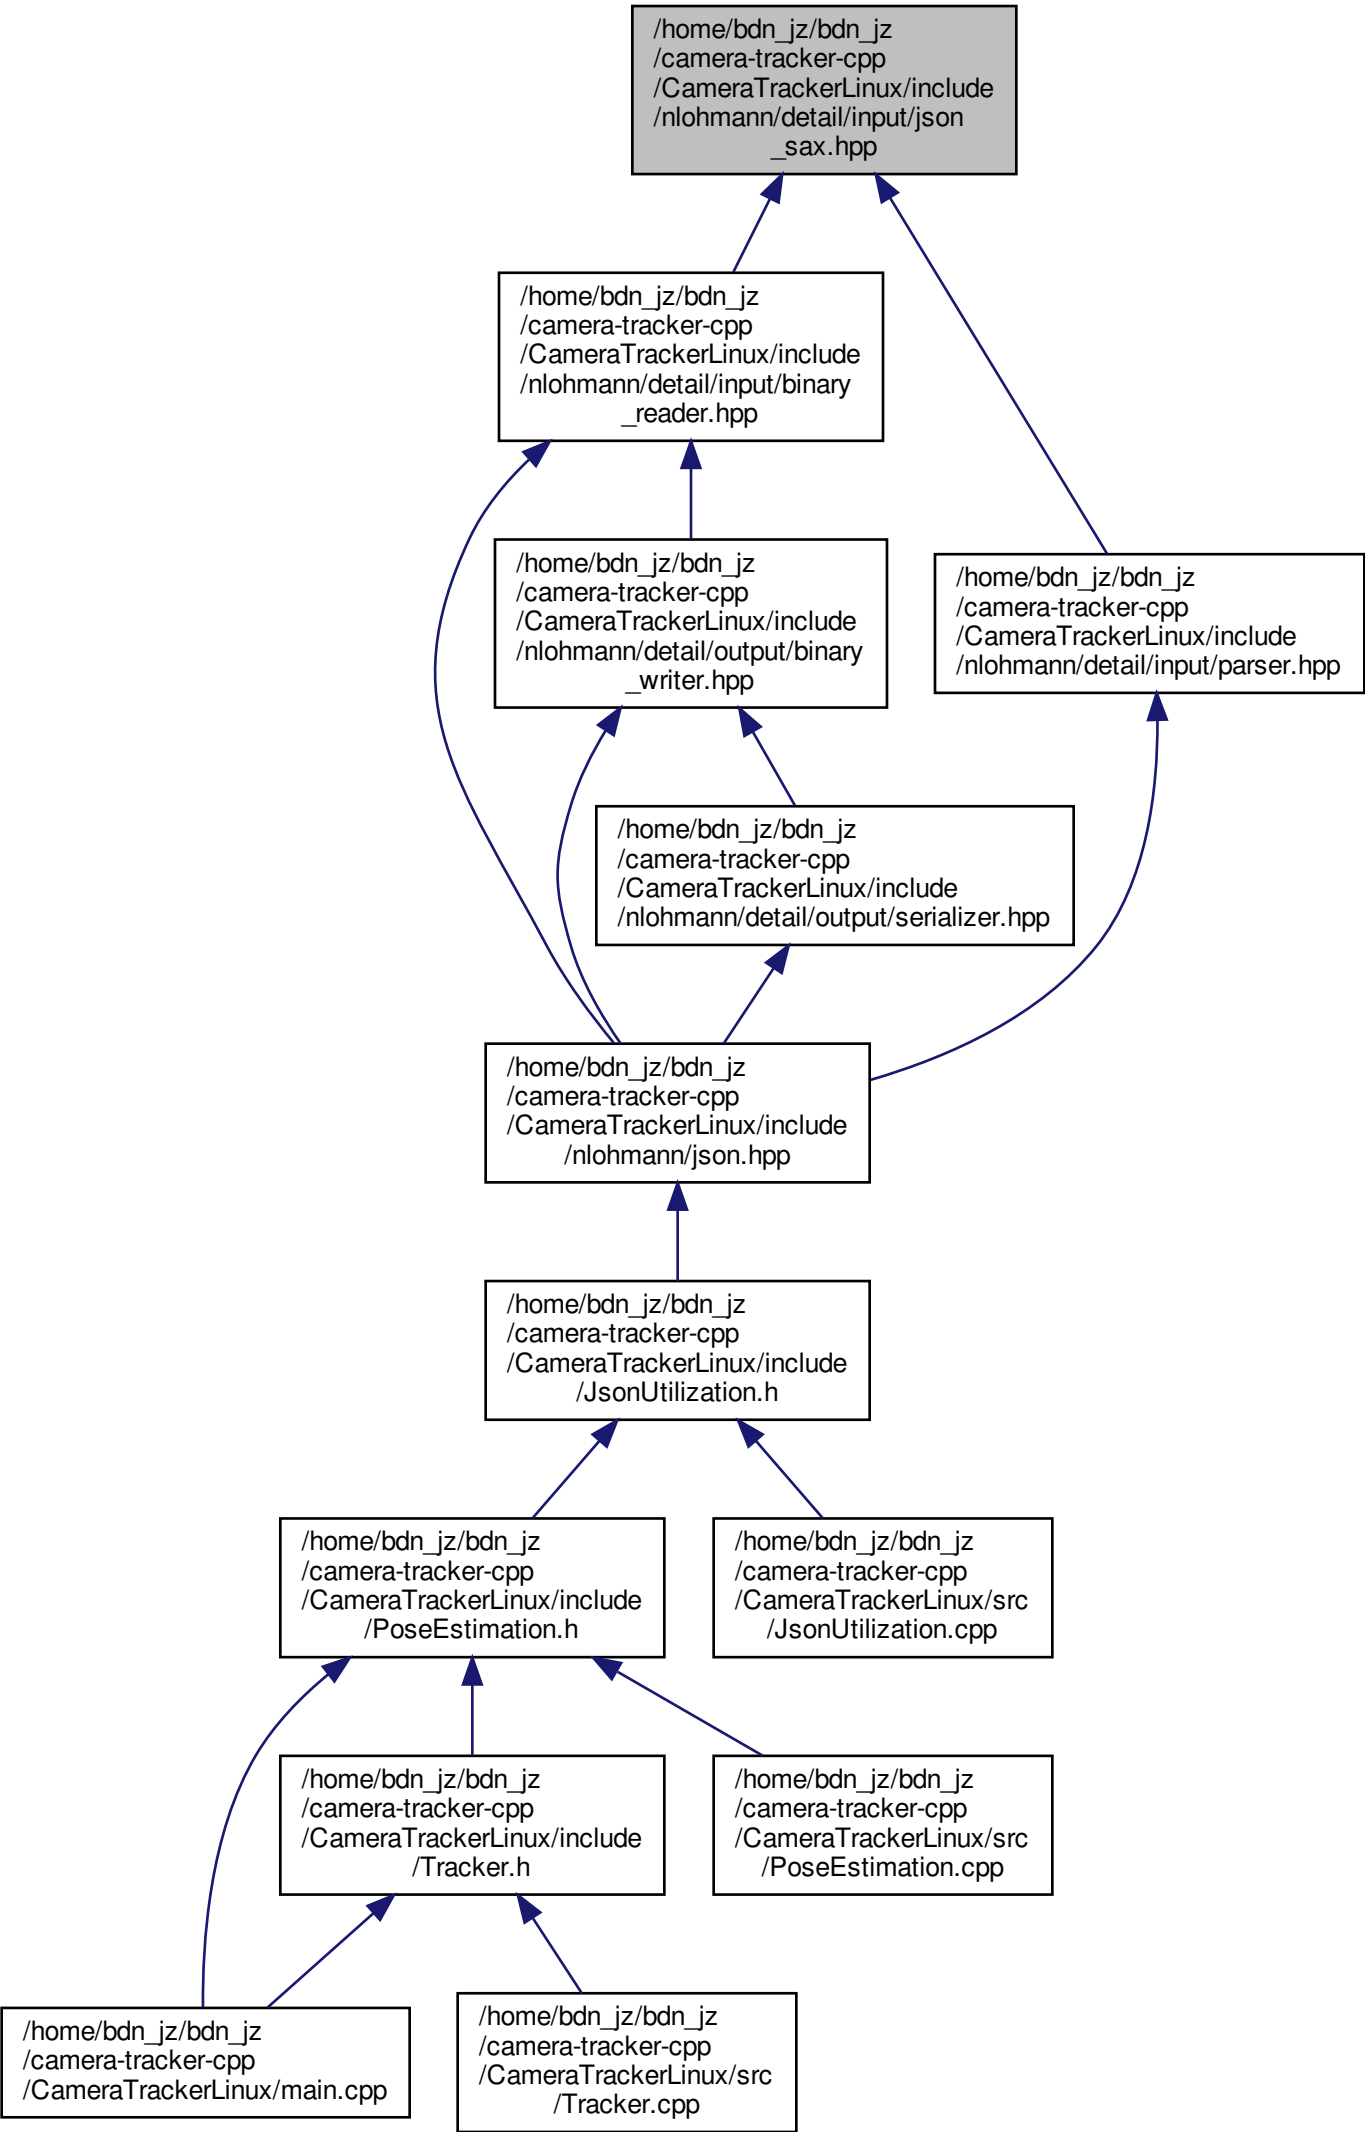 /home/bdn_jz/bdn_jz
/camera-tracker-cpp
/CameraTrackerLinux/include
/nlohmann/detail/input/json
_sax.hpp
/home/bdn_jz/bdn_jz
/camera-tracker-cpp
/CameraTrackerLinux/include
/nlohmann/detail/input/binary
_reader.hpp
/home/bdn_jz/bdn_jz
/camera-tracker-cpp
/CameraTrackerLinux/include
/nlohmann/detail/output/binary
_writer.hpp
/home/bdn_jz/bdn_jz
/camera-tracker-cpp
/CameraTrackerLinux/include
/nlohmann/detail/input/parser.hpp
/home/bdn_jz/bdn_jz
/camera-tracker-cpp
/CameraTrackerLinux/include
/nlohmann/detail/output/serializer.hpp
/home/bdn_jz/bdn_jz
/camera-tracker-cpp
/CameraTrackerLinux/include
/nlohmann/json.hpp
/home/bdn_jz/bdn_jz
/camera-tracker-cpp
/CameraTrackerLinux/include
/JsonUtilization.h
/home/bdn_jz/bdn_jz
/camera-tracker-cpp
/CameraTrackerLinux/include
/PoseEstimation.h
/home/bdn_jz/bdn_jz
/camera-tracker-cpp
/CameraTrackerLinux/src
/JsonUtilization.cpp
/home/bdn_jz/bdn_jz
/camera-tracker-cpp
/CameraTrackerLinux/include
/Tracker.h
/home/bdn_jz/bdn_jz
/camera-tracker-cpp
/CameraTrackerLinux/src
/PoseEstimation.cpp
/home/bdn_jz/bdn_jz
/camera-tracker-cpp
/CameraTrackerLinux/main.cpp
/home/bdn_jz/bdn_jz
/camera-tracker-cpp
/CameraTrackerLinux/src
/Tracker.cpp